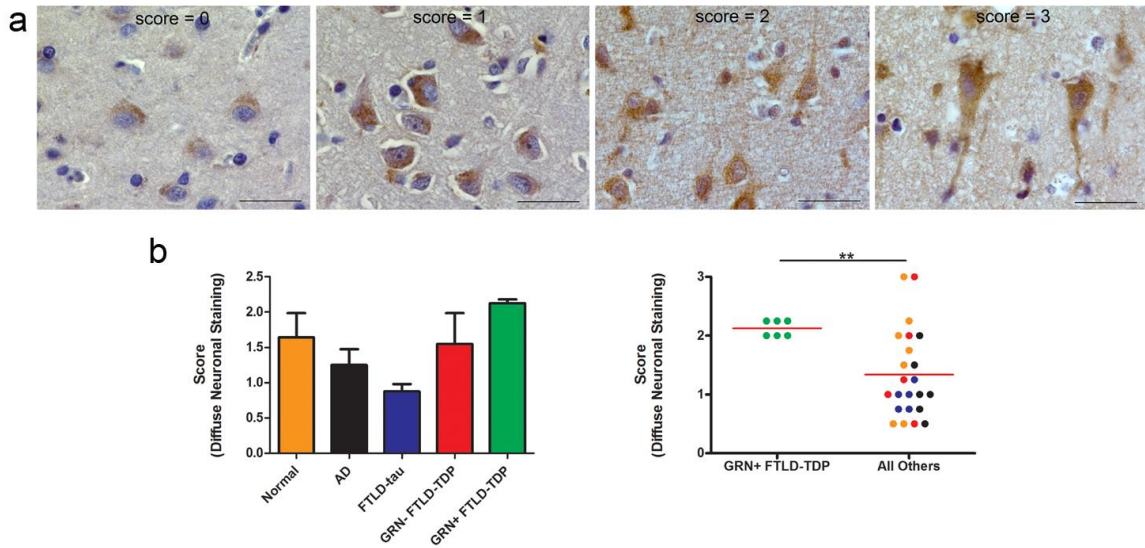 a
score = 0
score = 1
score = 2
score = 3
b
Score
(Diffuse Neuronal Staining)
2.5
2.0
1.5
1.0
0.5
0.0
Normal
AD
FTLD-tau
GRN- FTLD-TDP
GRN+ FTLD-TDP
**
Score
(Diffuse Neuronal Staining)
3
2
1
0
GRN+ FTLD-TDP
All Others